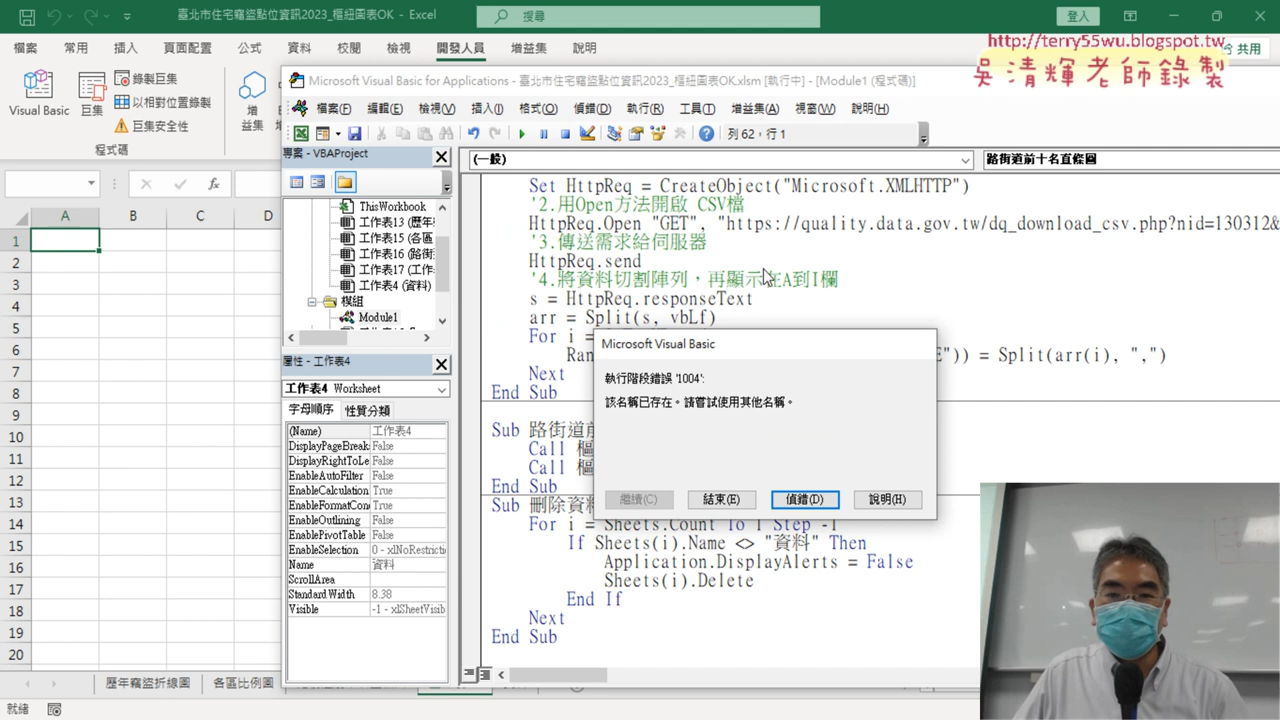 臺北市住宅竊盜點位資訊2023_樞紐圖表OK - Excel
搜尋
登入
http://terry55wu.blogspot.tw
吳清輝老師錄製
檔案 常用 插入 頁面配置 公式 資料 校閱 檢視 開發人員 增益集 說明
共用
Visual Basic
巨集
錄製巨集
以相對位置錄製
巨集安全性
增益集
程式碼
Microsoft Visual Basic for Applications - 臺北市住宅竊盜點位資訊2023_樞紐圖表OK.xlsm [執行中] - [Module1 (程式碼)]
檔案(F) 編輯(E) 檢視(V) 插入(I) 格式(O) 偵錯(D) 執行(R) 工具(T) 增益集(A) 視窗(W) 說明(H)
列 62，行 1
專案 - VBAProject
ThisWorkbook
工作表13 (歷年
工作表15 (各區
工作表16 (路街
工作表17 (工作
工作表4 (資料)
模組
Module1
屬性 - 工作表4
工作表4 Worksheet
字母順序 性質分類
(Name) 工作表4
DisplayPageBreak False
DisplayRightToLe False
EnableAutoFilter False
EnableCalculation True
EnableFormatCon True
EnableOutlining False
EnablePivotTable False
EnableSelection 0 - xlNoRestricti
Name 資料
ScrollArea
StandardWidth 8.38
Visible -1 - xlSheetVisib
(一般)
路街道前十名直條圖
Set HttpReq = CreateObject("Microsoft.XMLHTTP")
'2.用Open方法開啟 CSV檔
HttpReq.Open "GET", "https://quality.data.gov.tw/dq_download_csv.php?nid=130312&
'3.傳送需求給伺服器
HttpReq.send
'4.將資料切割陣列，再顯示在A到I欄
s = HttpReq.responseText
arr = Split(s, vbLf)
For i =
Ran
E")) = Split(arr(i), ",")
Next
End Sub
Sub 路街道前
Call 樞
Call 樞
End Sub
Sub 刪除資料
For i = Sheets.Count To 1 Step -1
If Sheets(i).Name <> "資料" Then
Application.DisplayAlerts = False
Sheets(i).Delete
End If
Next
End Sub
Microsoft Visual Basic
執行階段錯誤 '1004':
該名稱已存在。請嘗試使用其他名稱。
繼續(C) 結束(E) 偵錯(D) 說明(H)
A B C D
1
2
3
4
5
6
7
8
9
10
11
12
13
14
15
16
17
18
19
20
歷年竊盜折線圖 各區比例圖
就緒